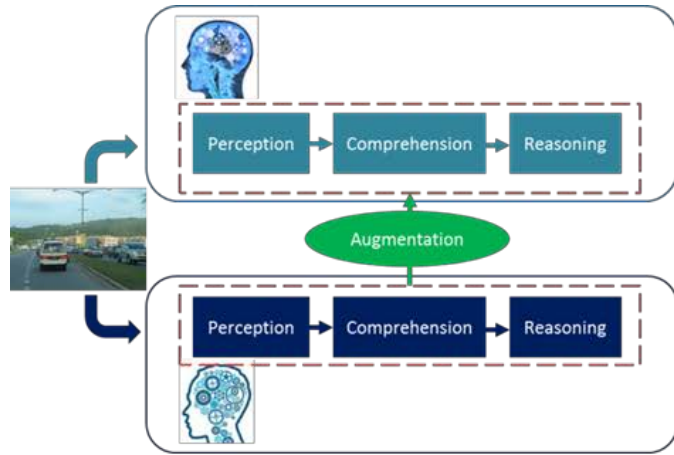 Perception
Comprehension
Reasoning
Augmentation
Perception
Comprehension
Reasoning